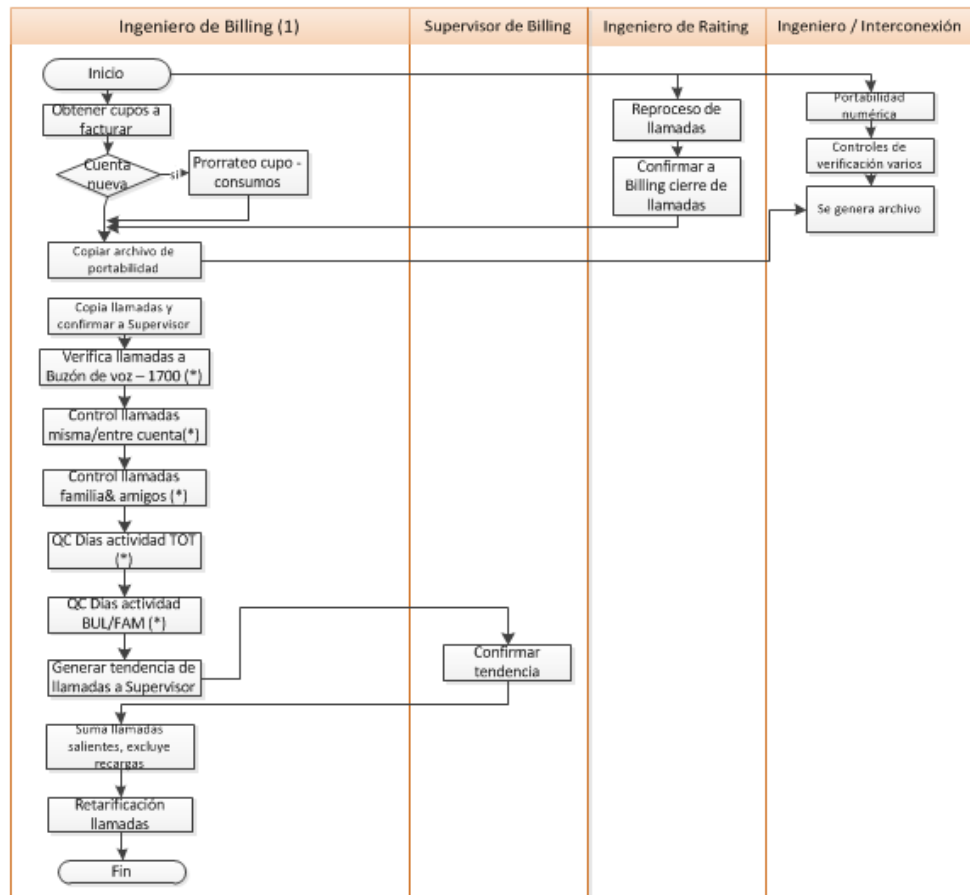 Ingeniero de Billing (1)
Supervisor de Billing
Ingeniero de Raiting
Ingeniero / Interconexión
Inicio
Obtener cupos a
facturar
Cuenta
nueva
si
Prorrateo cupo -
consumos
Copiar archivo de
portabilidad
Copia llamadas y
confirmar a Supervisor
Verifica llamadas a
Buzón de voz – 1700 (*)
Control llamadas
misma/entre cuenta(*)
Control llamadas
familia& amigos (*)
QC Dias actividad TOT
(*)
QC Dias actividad
BUL/FAM (*)
Generar tendencia de
llamadas a Supervisor
Suma llamadas
salientes, excluye
recargas
Retarificación
llamadas
Fin
Confirmar
tendencia
Reproceso de
llamadas
Confirmar a
Billing cierre de
llamadas
Portabilidad
numérica
Controles de
verificación varios
Se genera archivo